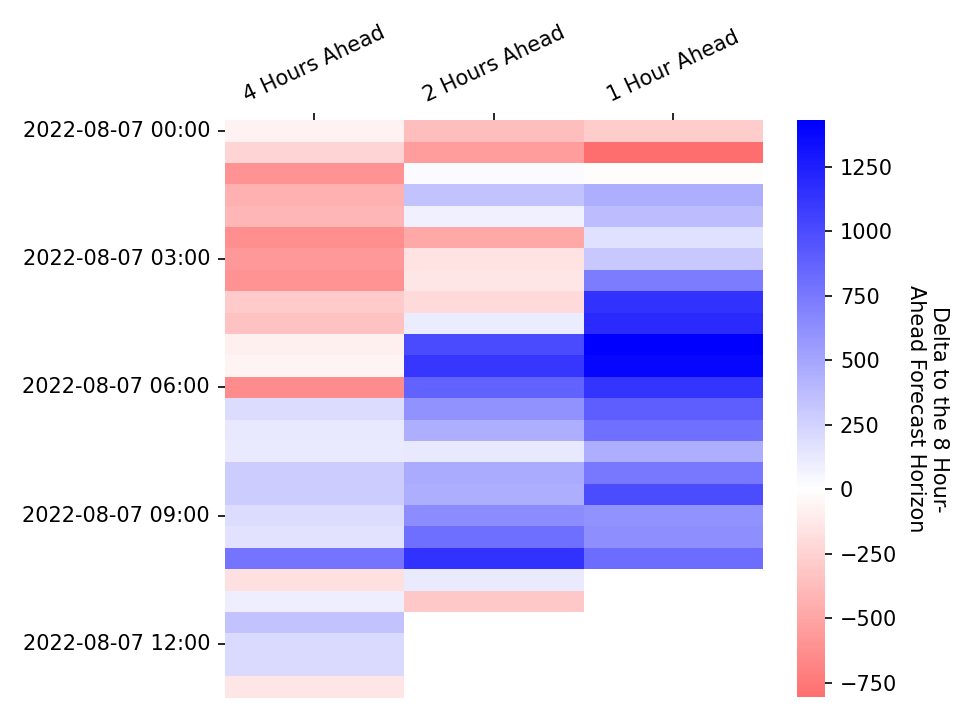 4 Hours Ahead
2 Hours Ahead
1 Hour Ahead
2022-08-07 00:00
2022-08-07 03:00
2022-08-07 06:00
2022-08-07 09:00
2022-08-07 12:00
1250
1000
750
500
250
0
−250
−500
−750
Delta to the 8 Hour-
Ahead Forecast Horizon